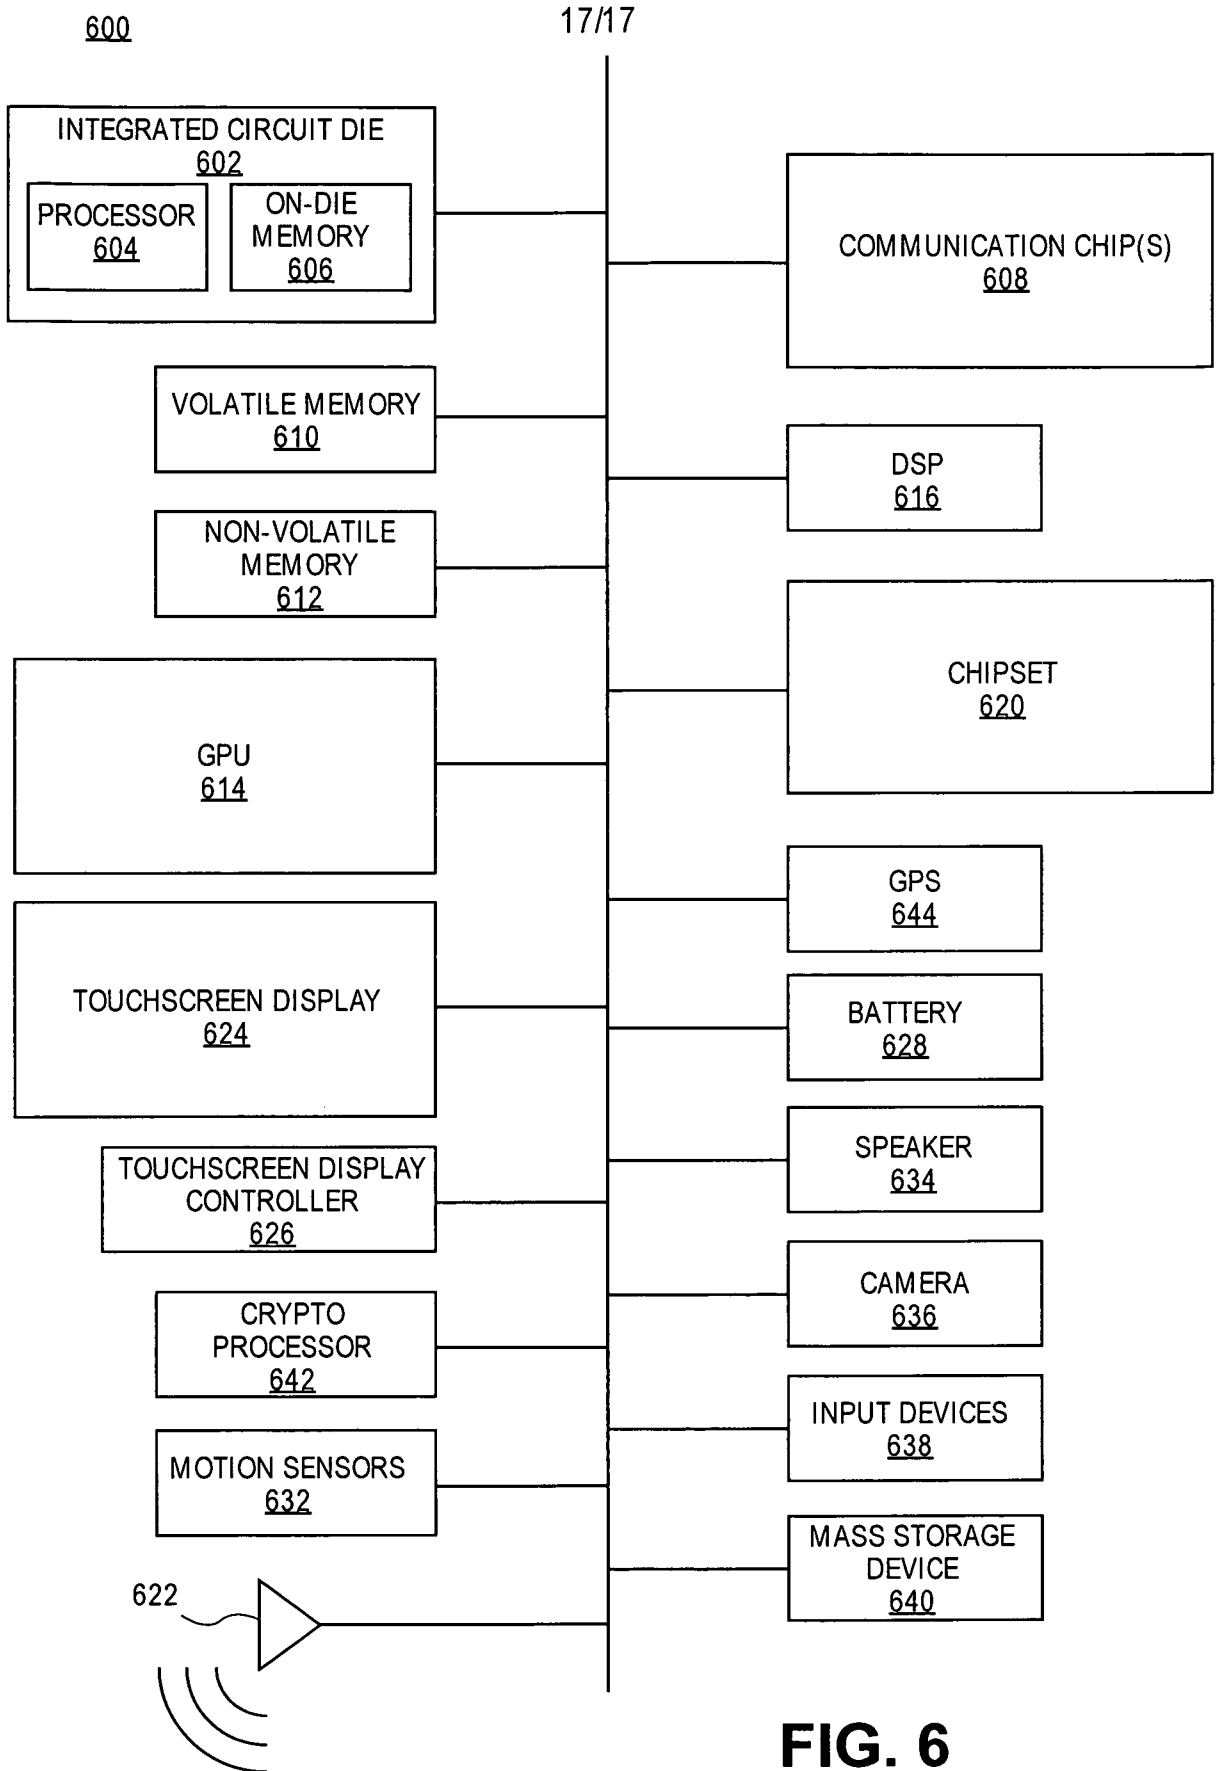 600
17/17
INTEGRATED CIRCUIT DIE
602
PROCESSOR
604
ON-DIE
MEMORY
606
COMMUNICATION CHIP(S)
608
VOLATILE MEMORY
610
DSP
616
NON-VOLATILE
MEMORY
612
CHIPSET
620
GPU
614
GPS
644
TOUCHSCREEN DISPLAY
624
BATTERY
628
TOUCHSCREEN DISPLAY
CONTROLLER
626
SPEAKER
634
CRYPTO
PROCESSOR
642
CAMERA
636
MOTION SENSORS
632
INPUT DEVICES
638
MASS STORAGE
DEVICE
640
622
FIG. 6